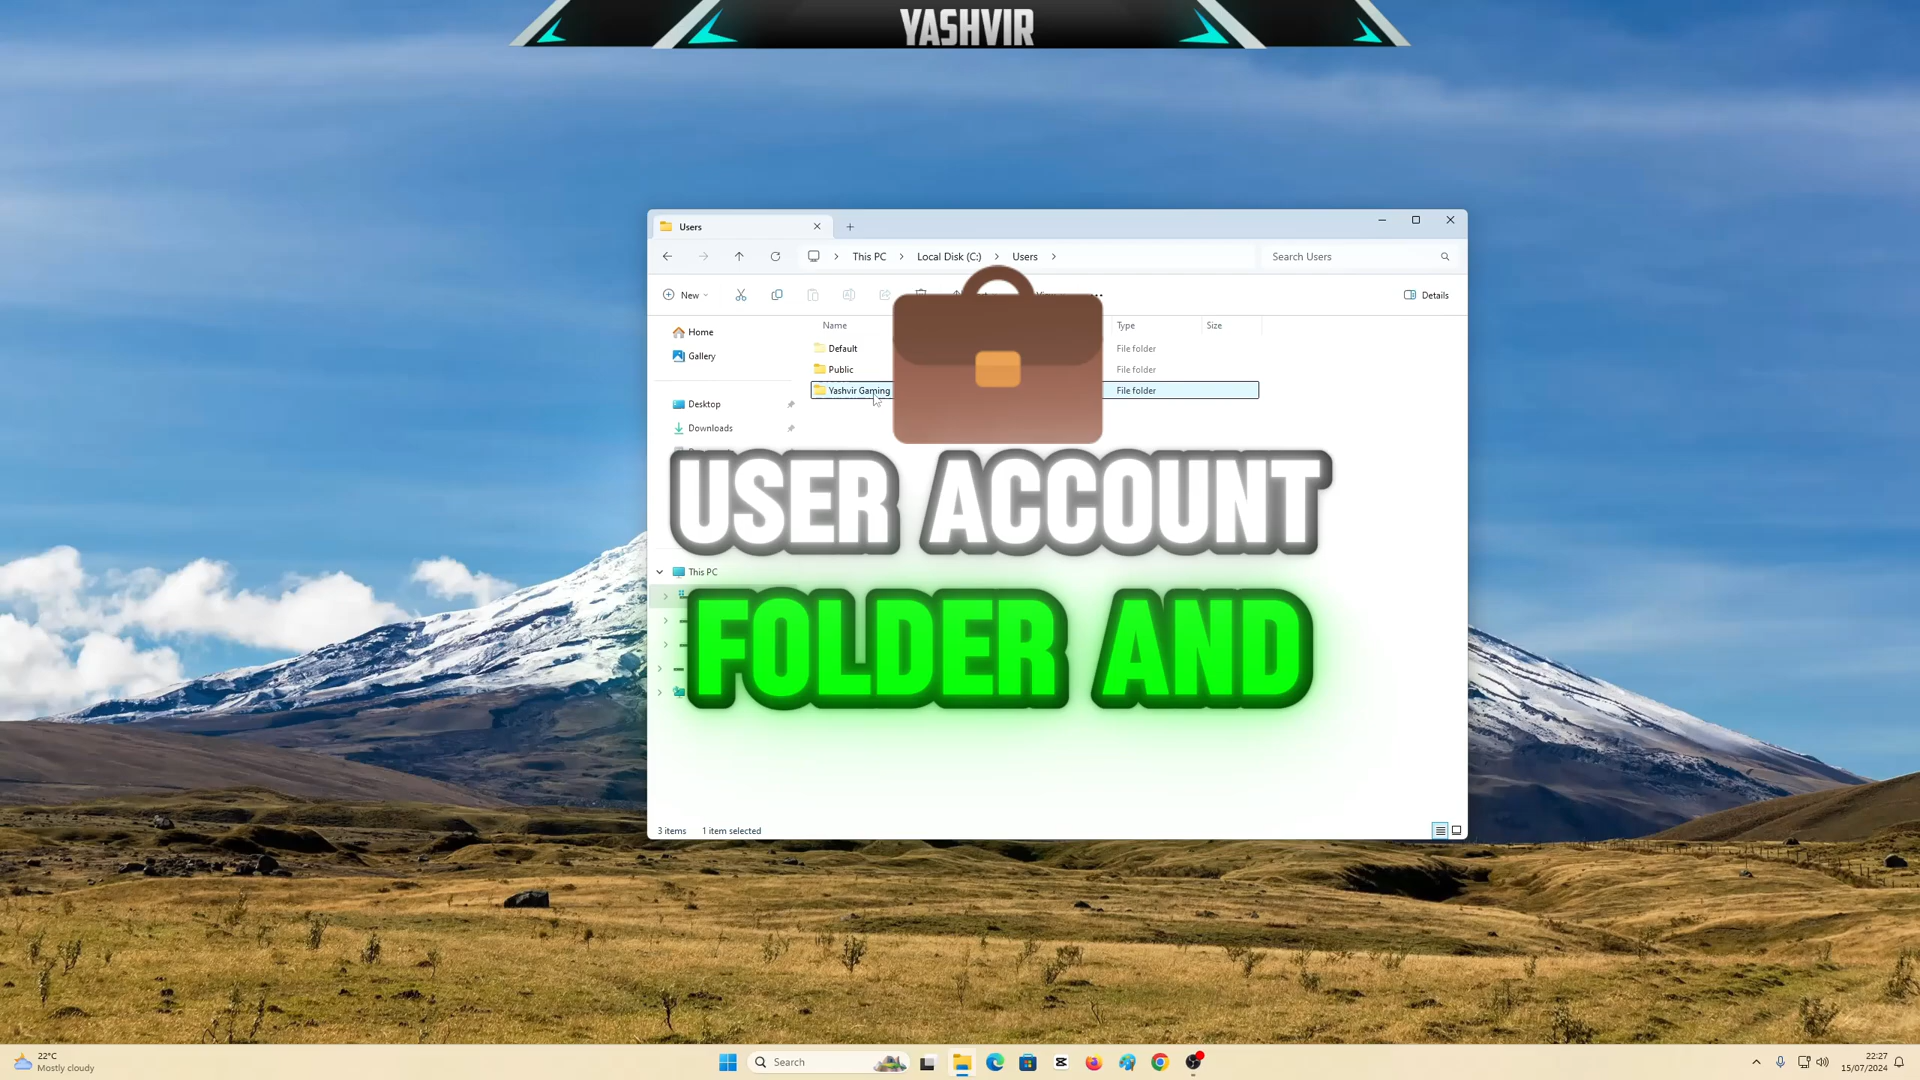 YASHVIR
Users
This PC
Local Disk (C:)
Users
Search Users
New
Details
Name
Type
Size
Home
Gallery
Default
File folder
Public
File folder
Yashvir Gaming
File folder
Desktop
Downloads
USER ACCOUNT
FOLDER AND
This PC
3 items
1 item selected
22°C
Mostly cloudy
Search
22:27
15/07/2024